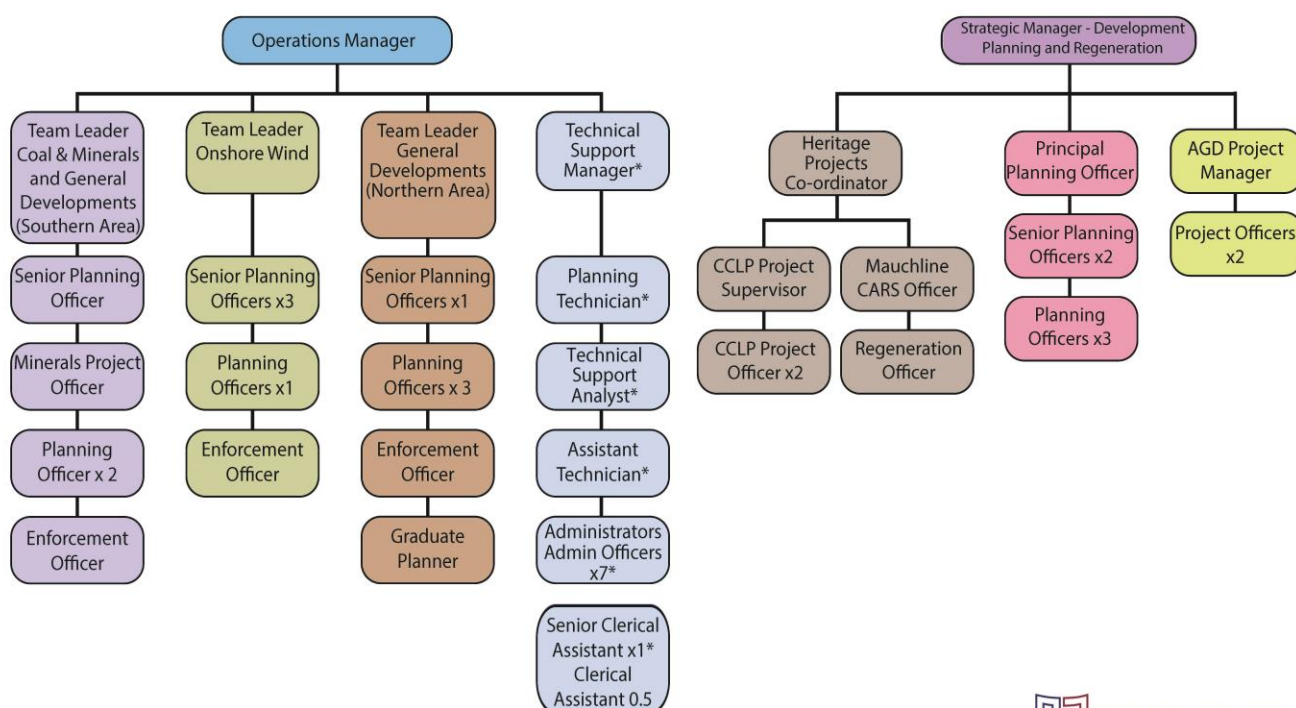 Operations Manager
Strategic Manager - Development
Planning and Regeneration
Team Leader
Coal & Minerals
and General
Developments
(Southern Area)
Senior Planning
Officer
Minerals Project
Officer
Planning
Officer x 2
Enforcement
Officer
Team Leader
Onshore Wind
Senior Planning
Officers x3
Planning
Officers x1
Enforcement
Officer
Team Leader
General
Developments
(Northern Area)
Senior Planning
Officers x1
Planning
Officers x 3
Enforcement
Officer
Graduate
Planner
Technical
Support
Manager*
Planning
Technician*
Technical
Support
Analyst*
Assistant
Technician*
Administrators
Admin Officers
x7*
Senior Clerical
Assistant x1*
Clerical
Assistant 0.5
Heritage
Projects
Co-ordinator
CCLP Project
Supervisor
CCLP Project
Officer x2
Mauchline
CARS Officer
Regeneration
Officer
Principal
Planning Officer
Senior Planning
Officers x2
Planning
Officers x3
AGD Project
Manager
Project Officers
x2